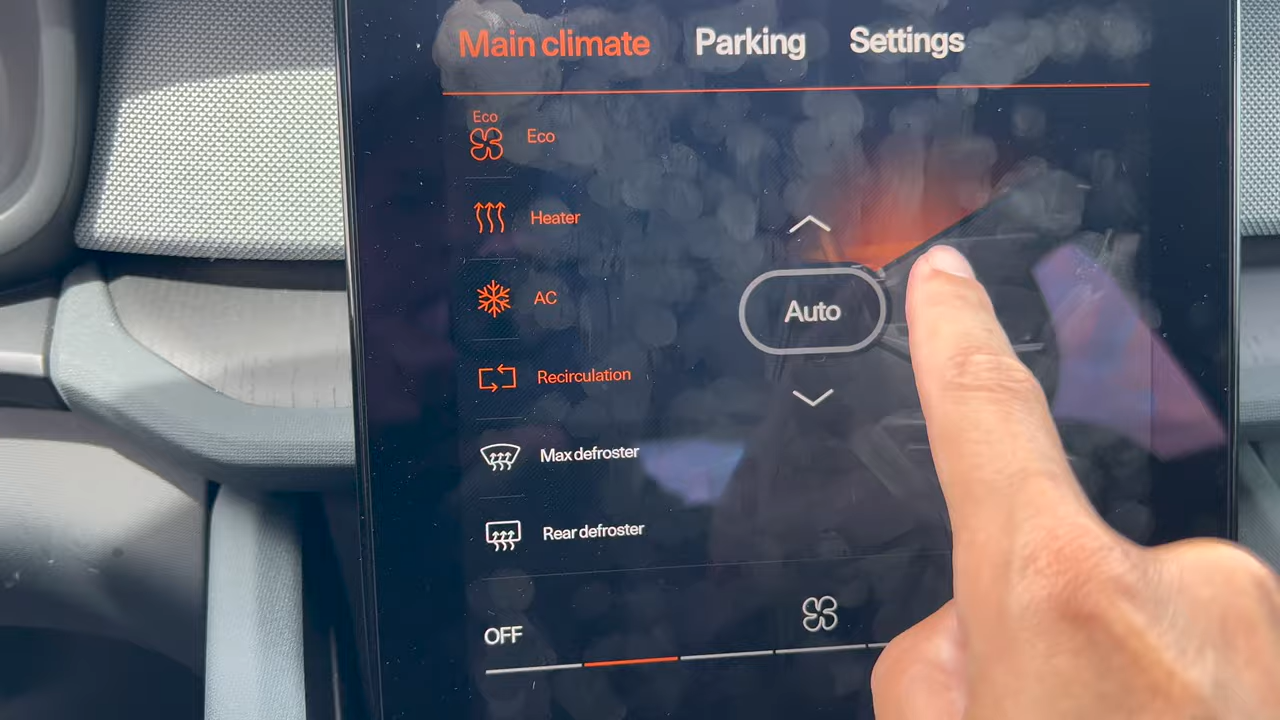 Main climate Parking Settings
Eco
Eco
Heater
AC
Auto
Recirculation
Max defroster
Rear defroster
OFF